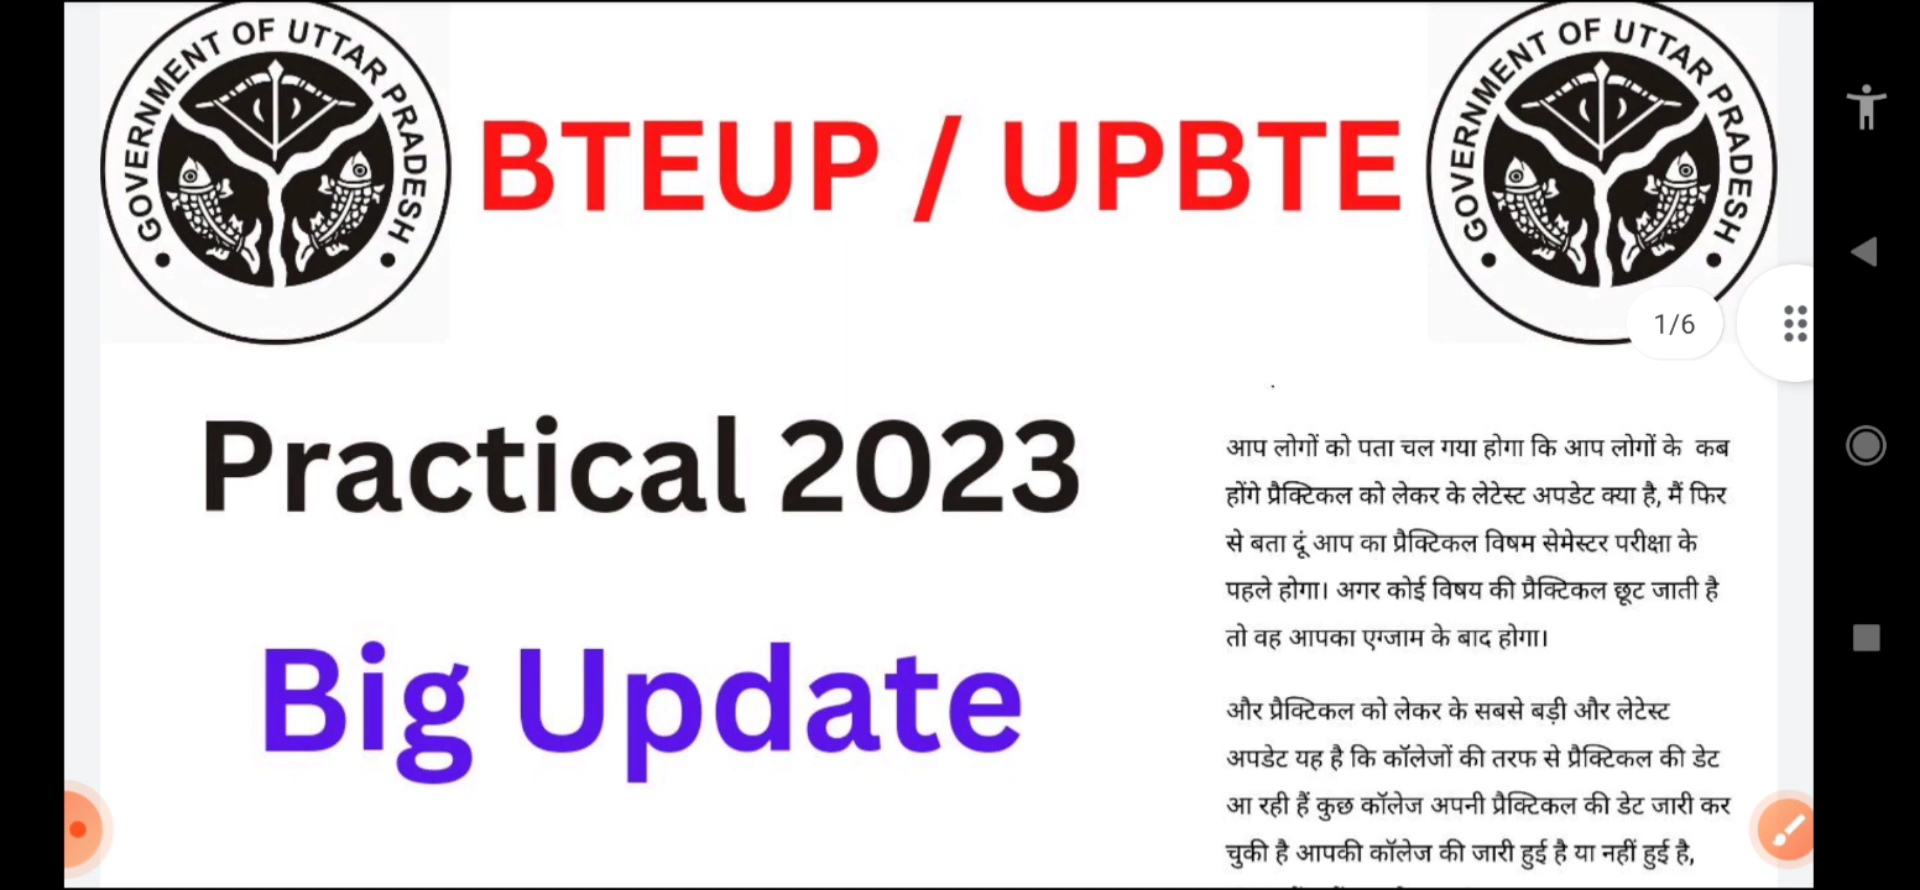 GOVERNMENT OF UTTAR PRADESH
BTEUP / UPBTE
GOVERNMENT OF UTTAR PRADESH
1/6
Practical 2023
Big Update
आप लोगों को पता चल गया होगा कि आप लोगों के कब
होंगे प्रैक्टिकल को लेकर के लेटेस्ट अपडेट क्या है, मैं फिर
से बता दूं आप का प्रैक्टिकल विषम सेमेस्टर परीक्षा के
पहले होगा। अगर कोई विषय की प्रैक्टिकल छूट जाती है
तो वह आपका एग्जाम के बाद होगा।
और प्रैक्टिकल को लेकर के सबसे बड़ी और लेटेस्ट
अपडेट यह है कि कॉलेजों की तरफ से प्रैक्टिकल की डेट
आ रही हैं कुछ कॉलेज अपनी प्रैक्टिकल की डेट जारी कर
चुकी है आपकी कॉलेज की जारी हुई है या नहीं हुई है,